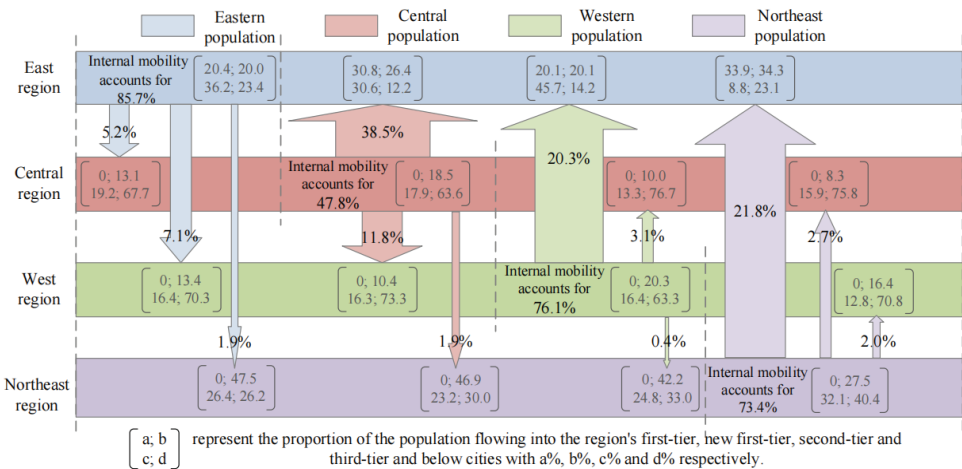 Eastern population
Central population
Western population
Northeast population
East region
Internal mobility accounts for 85.7%
20.4; 20.0
36.2; 23.4
30.8; 26.4
30.6; 12.2
20.1; 20.1
45.7; 14.2
33.9; 34.3
8.8; 23.1
5.2%
38.5%
20.3%
Central region
0; 13.1
19.2; 67.7
Internal mobility accounts for 47.8%
0; 18.5
17.9; 63.6
0; 10.0
13.3; 76.7
21.8%
0; 8.3
15.9; 75.8
7.1%
11.8%
3.1%
2.7%
West region
0; 13.4
16.4; 70.3
0; 10.4
16.3; 73.3
Internal mobility accounts for 76.1%
0; 20.3
16.4; 63.3
0; 16.4
12.8; 70.8
1.9%
1.9%
0.4%
2.0%
Northeast region
0; 47.5
26.4; 26.2
0; 46.9
23.2; 30.0
0; 42.2
24.8; 33.0
Internal mobility accounts for 73.4%
0; 27.5
32.1; 40.4
a; b
c; d
represent the proportion of the population flowing into the region's first-tier, new first-tier, second-tier and
third-tier and below cities with a%, b%, c% and d% respectively.